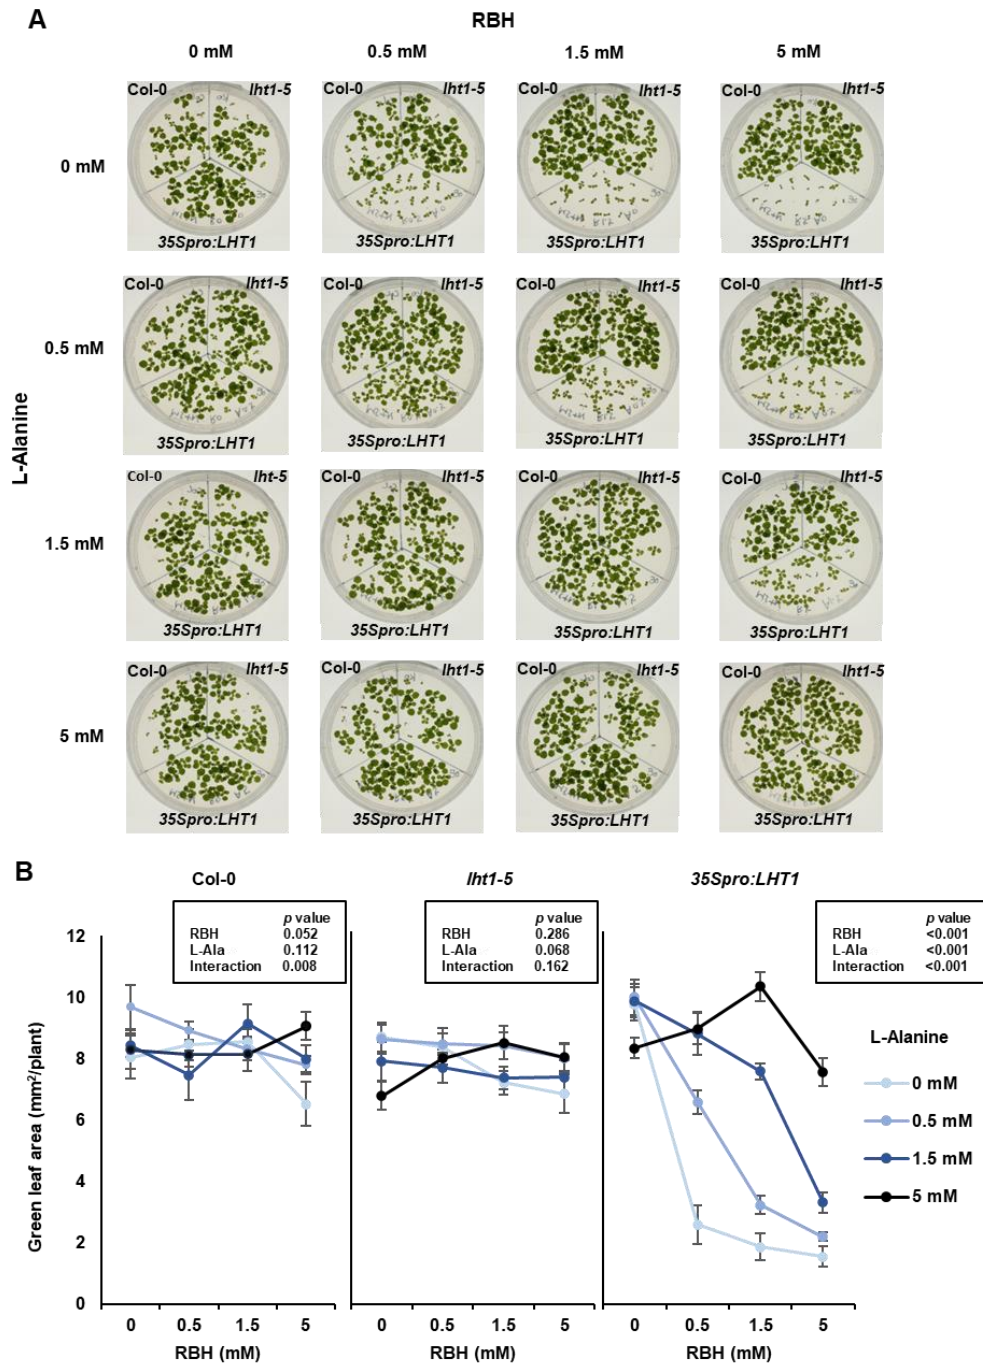 A
RBH
0 mM 0.5 mM 1.5 mM 5 mM
L-Alanine
0 mM
Col-0 lht1-5 Col-0 lht1-5 Col-0 lht1-5 Col-0 lht1-5
35Spro:LHT1 35Spro:LHT1 35Spro:LHT1 35Spro:LHT1
0.5 mM
Col-0 lht1-5 Col-0 lht1-5 Col-0 lht1-5 Col-0 lht1-5
35Spro:LHT1 35Spro:LHT1 35Spro:LHT1 35Spro:LHT1
1.5 mM
Col-0 lht-5 Col-0 lht1-5 Col-0 lht1-5 Col-0 lht1-5
35Spro:LHT1 35Spro:LHT1 35Spro:LHT1 35Spro:LHT1
5 mM
Col-0 lht1-5 Col-0 lht1-5 Col-0 lht1-5 Col-0 lht1-5
35Spro:LHT1 35Spro:LHT1 35Spro:LHT1 35Spro:LHT1
B
Col-0 lht1-5 35Spro:LHT1
p value
RBH 0.052
L-Ala 0.112
Interaction 0.008
p value
RBH 0.286
L-Ala 0.068
Interaction 0.162
p value
RBH <0.001
L-Ala <0.001
Interaction <0.001
Green leaf area (mm²/plant)
12
10
8
6
4
2
0
0 0.5 1.5 5 0 0.5 1.5 5 0 0.5 1.5 5
RBH (mM) RBH (mM) RBH (mM)
L-Alanine
0 mM
0.5 mM
1.5 mM
5 mM